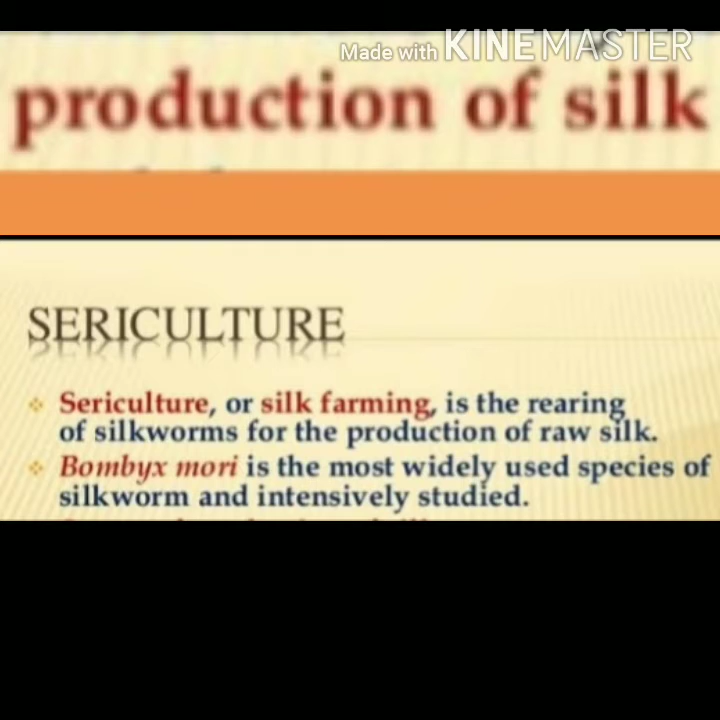 Made with KINEMASTER
production of silk
SERICULTURE
Sericulture, or silk farming, is the rearing
of silkworms for the production of raw silk.
Bombyx mori is the most widely used species of
silkworm and intensively studied.